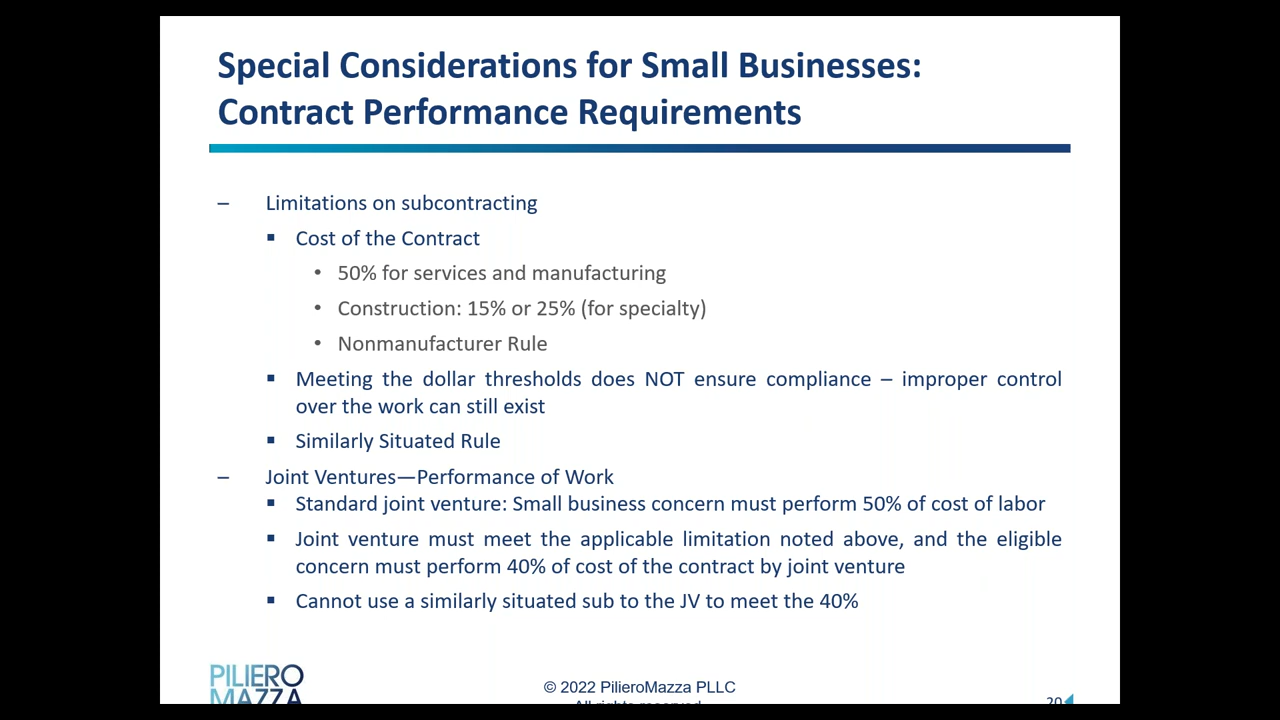 Special Considerations for Small Businesses:
Contract Performance Requirements
– Limitations on subcontracting
▪ Cost of the Contract
• 50% for services and manufacturing
• Construction: 15% or 25% (for specialty)
• Nonmanufacturer Rule
▪ Meeting the dollar thresholds does NOT ensure compliance – improper control
over the work can still exist
▪ Similarly Situated Rule
– Joint Ventures—Performance of Work
▪ Standard joint venture: Small business concern must perform 50% of cost of labor
▪ Joint venture must meet the applicable limitation noted above, and the eligible
concern must perform 40% of cost of the contract by joint venture
▪ Cannot use a similarly situated sub to the JV to meet the 40%
PILIERO
MAZZA
© 2022 PilieroMazza PLLC
All rights reserved
20